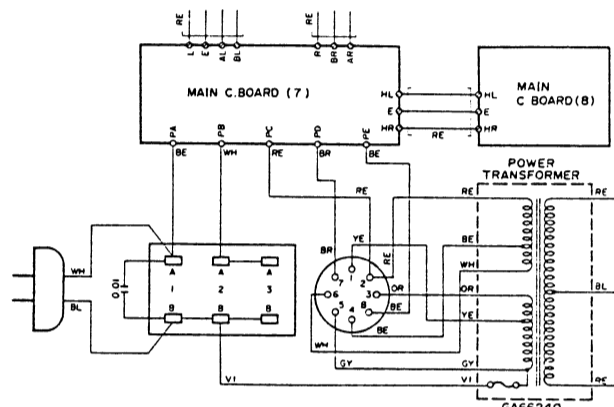 RE RE
L E AL BL R BR AR
MAIN C.BOARD (7)
HL HL
E E
HR HR
RE
MAIN
C BOARD(8)
PA PB PC PD PE
BE WH RE BR BE
POWER
TRANSFORMER
RE RE
RE
YE BE
BR RE
WH
WH
A A A
0.01
1 2 3
B B B
BL
7 1 2
6 3
5 4 8
OR
BL
YE
BE
BE
WH
GY GY
VI VI
RE
GA66240